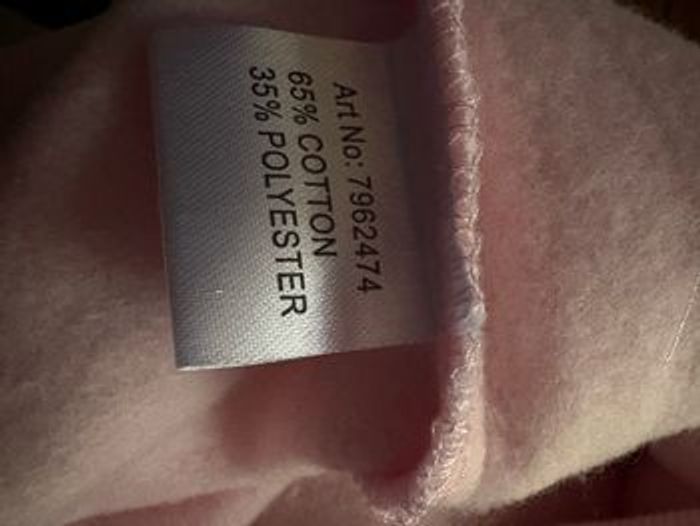 Art No: 7962474
65% COTTON
35% POLYESTER